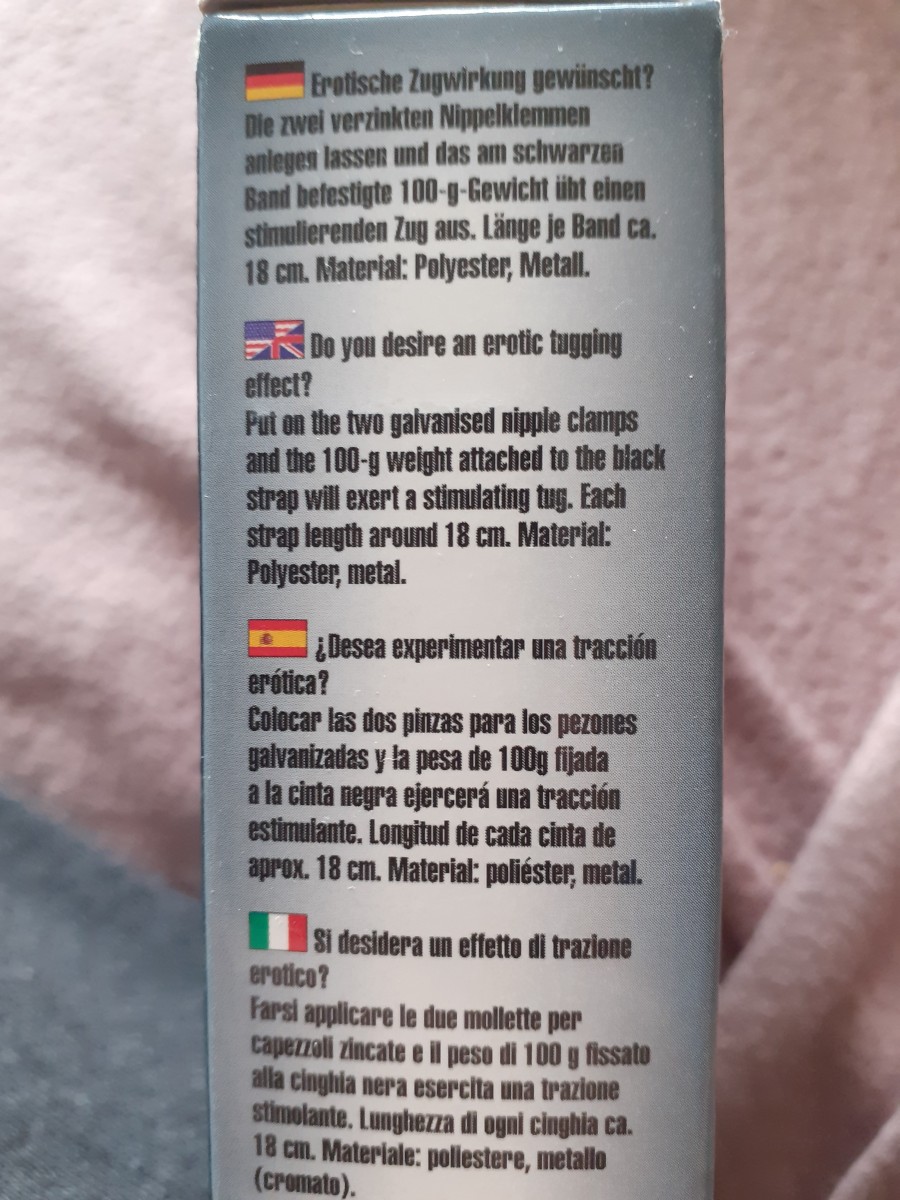 Erotische Zugwirkung gewünscht?
Die zwei verzinkten Nippelklemmen
anlegen lassen und das am schwarzen
Band befestigte 100-g-Gewicht übt einen
stimulierenden Zug aus. Länge je Band ca.
18 cm. Material: Polyester, Metall.
Do you desire an erotic tugging
effect?
Put on the two galvanised nipple clamps
and the 100-g weight attached to the black
strap will exert a stimulating tug. Each
strap length around 18 cm. Material:
Polyester, metal.
¿Desea experimentar una tracción
erótica?
Colocar las dos pinzas para los pezones
galvanizadas y la pesa de 100g fijada
a la cinta negra ejercerá una tracción
estimulante. Longitud de cada cinta de
aprox. 18 cm. Material: poliéster, metal.
Si desidera un effetto di trazione
erotico?
Farsi applicare le due mollette per
capezzoli zincate e il peso di 100 g fissato
alla cinghia nera esercita una trazione
stimolante. Lunghezza di ogni cinghia ca.
18 cm. Materiale: poliestere, metallo
(cromato).